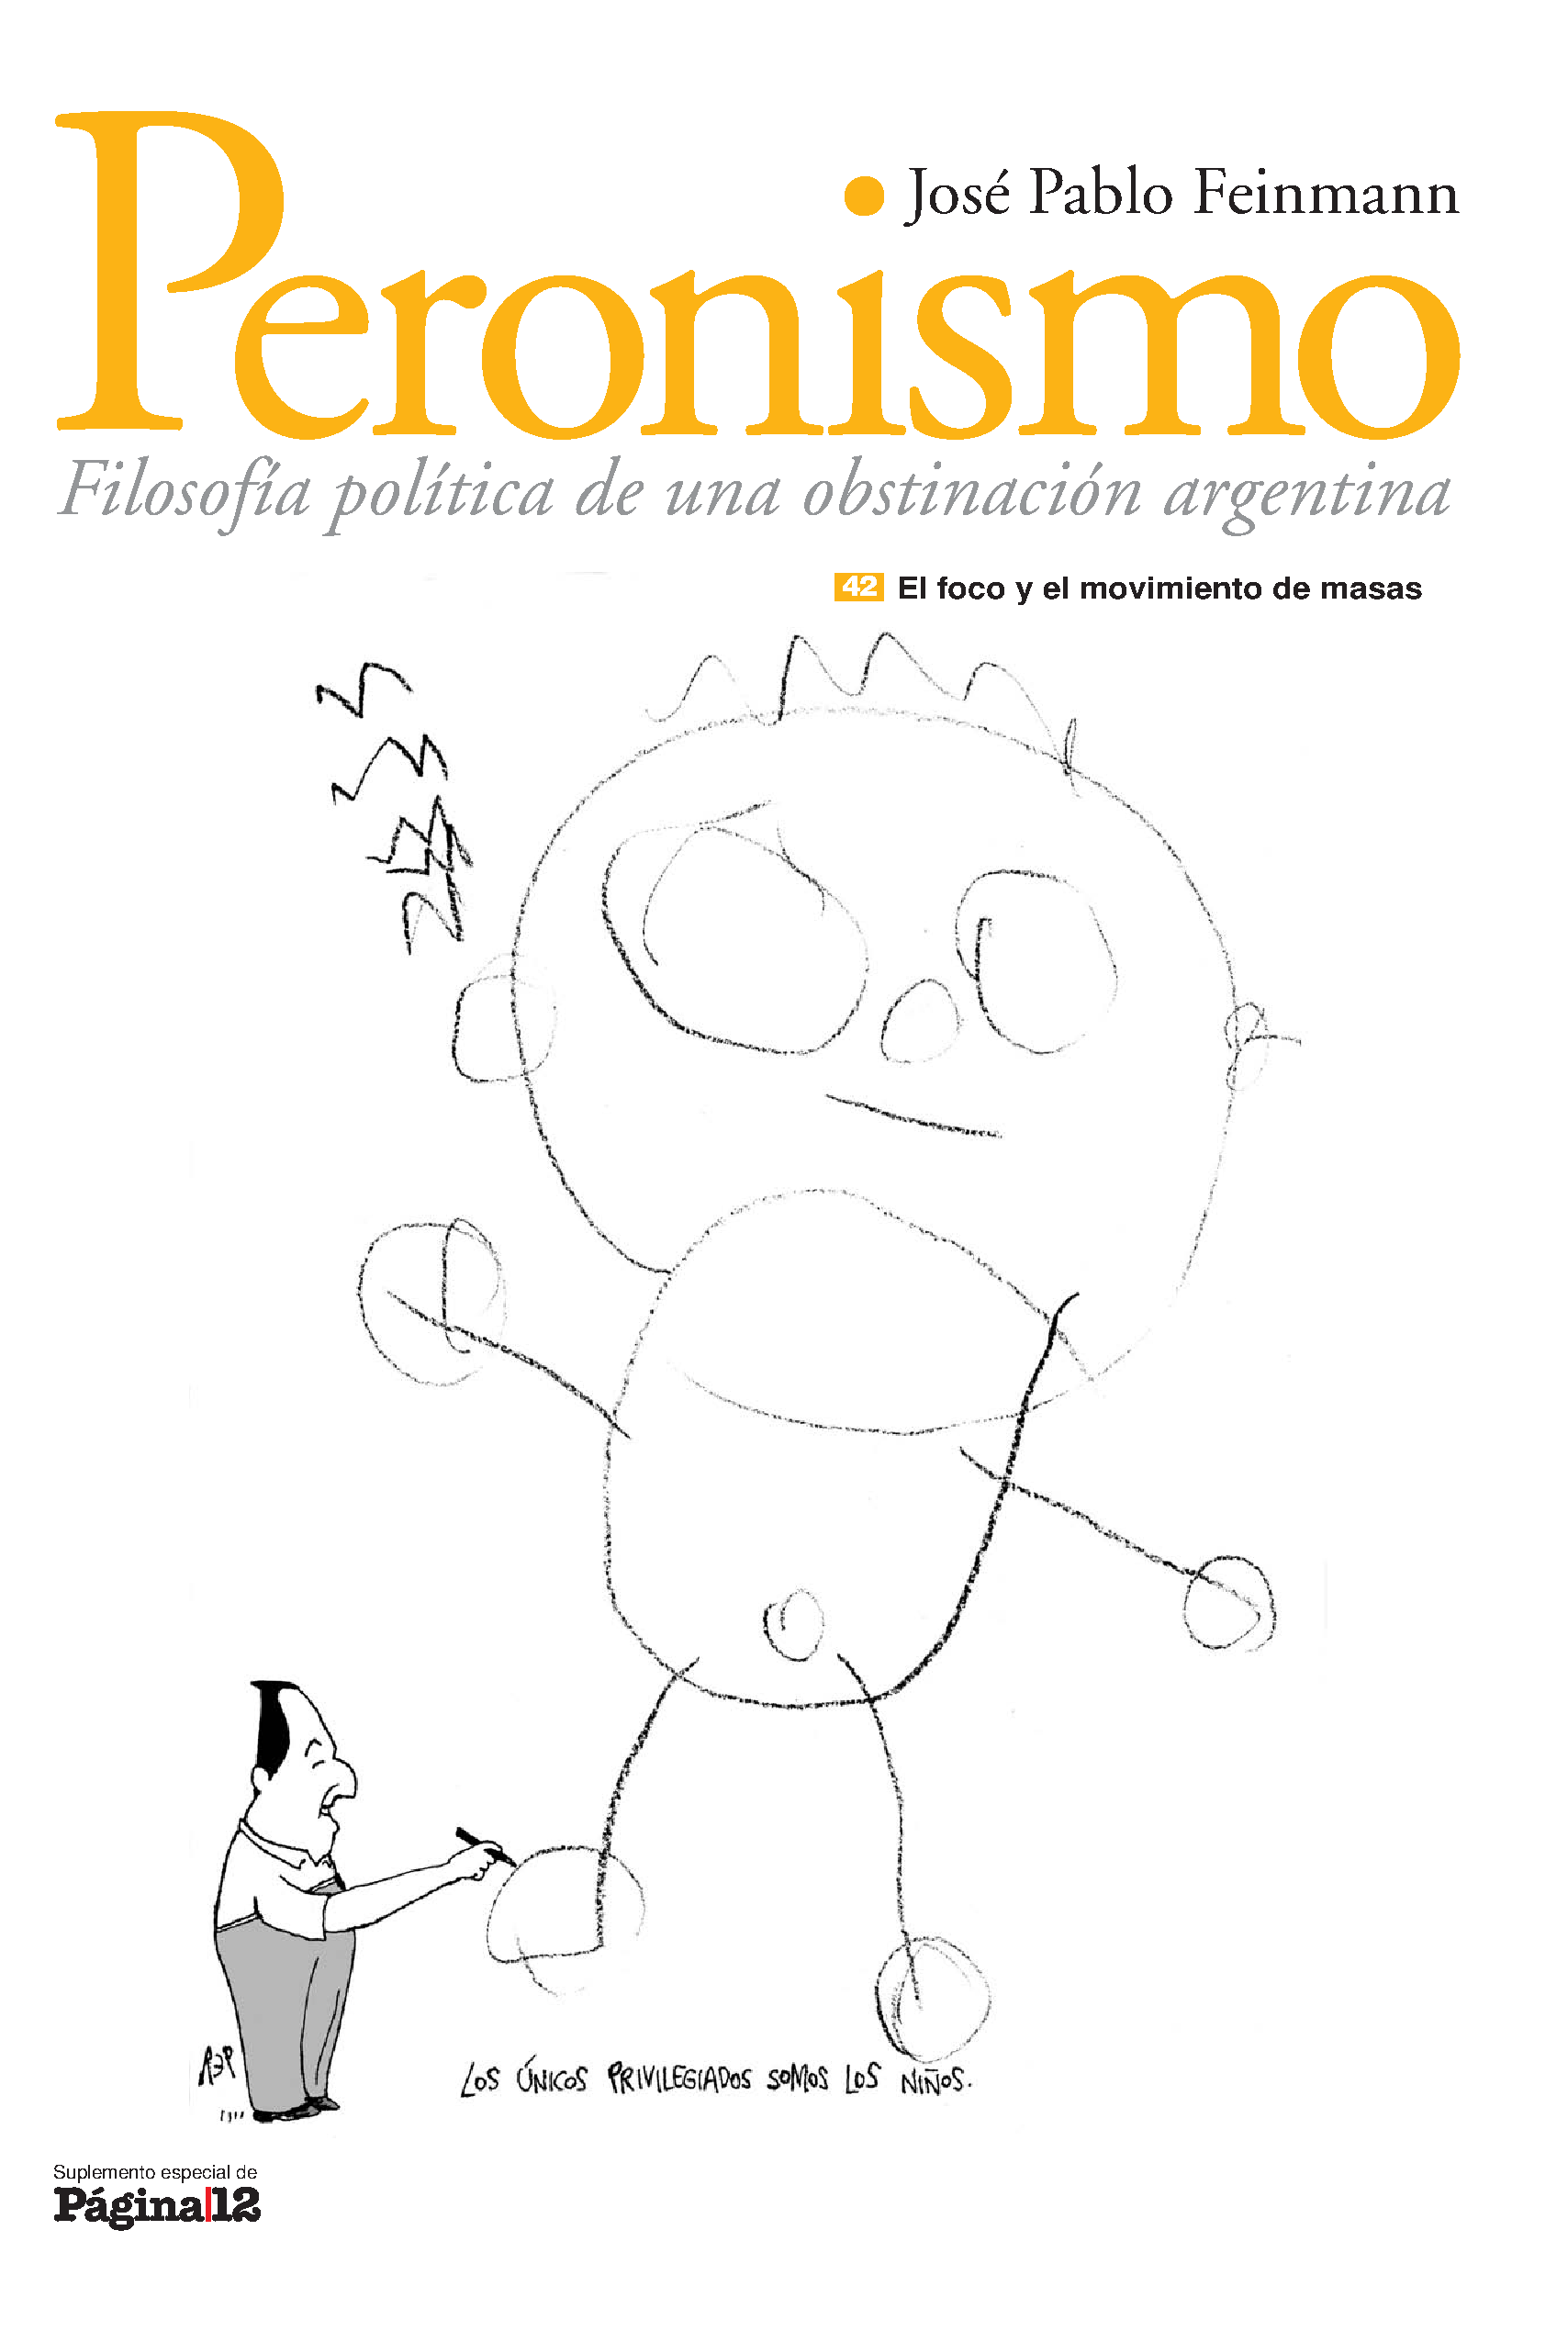 José Pablo Feinmann
Peronismo
Filosofía política de una obstinación argentina
42 El foco y el movimiento de masas
REP
LOS ÚNICOS PRIVILEGIADOS SOMOS LOS NIÑOS.
Suplemento especial de
Página|12